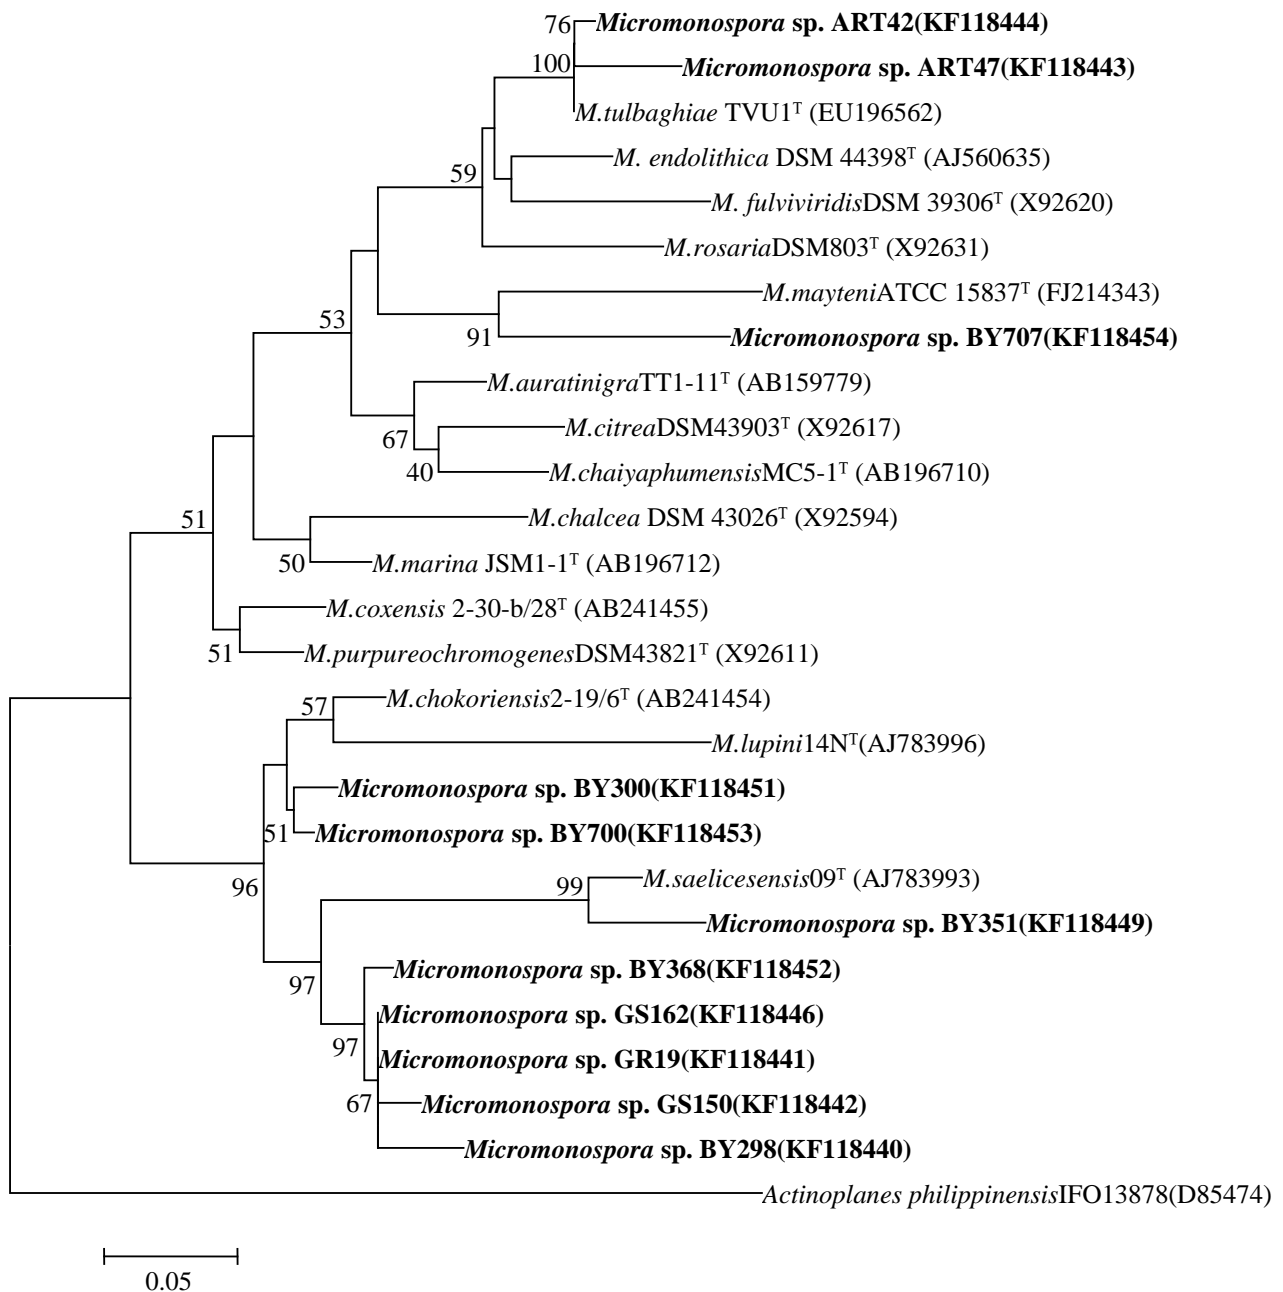 76 Micromonospora sp. ART42(KF118444)
100 Micromonospora sp. ART47(KF118443)
M.tulbaghiae TVU1ᵀ (EU196562)
M. endolithica DSM 44398ᵀ (AJ560635)
59
M. fulviviridisDSM 39306ᵀ (X92620)
M.rosariaDSM803ᵀ (X92631)
M.mayteniATCC 15837ᵀ (FJ214343)
53
91 Micromonospora sp. BY707(KF118454)
M.auratinigraTT1-11ᵀ (AB159779)
M.citreaDSM43903ᵀ (X92617)
67
40 M.chaiyaphumensisMC5-1ᵀ (AB196710)
51 M.chalcea DSM 43026ᵀ (X92594)
50 M.marina JSM1-1ᵀ (AB196712)
M.coxensis 2-30-b/28ᵀ (AB241455)
51 M.purpureochromogenesDSM43821ᵀ (X92611)
57 M.chokoriensis2-19/6ᵀ (AB241454)
M.lupini14Nᵀ(AJ783996)
Micromonospora sp. BY300(KF118451)
51 Micromonospora sp. BY700(KF118453)
96 99 M.saelicesensis09ᵀ (AJ783993)
Micromonospora sp. BY351(KF118449)
Micromonospora sp. BY368(KF118452)
97
Micromonospora sp. GS162(KF118446)
97
Micromonospora sp. GR19(KF118441)
67 Micromonospora sp. GS150(KF118442)
Micromonospora sp. BY298(KF118440)
Actinoplanes philippinensisIFO13878(D85474)
0.05